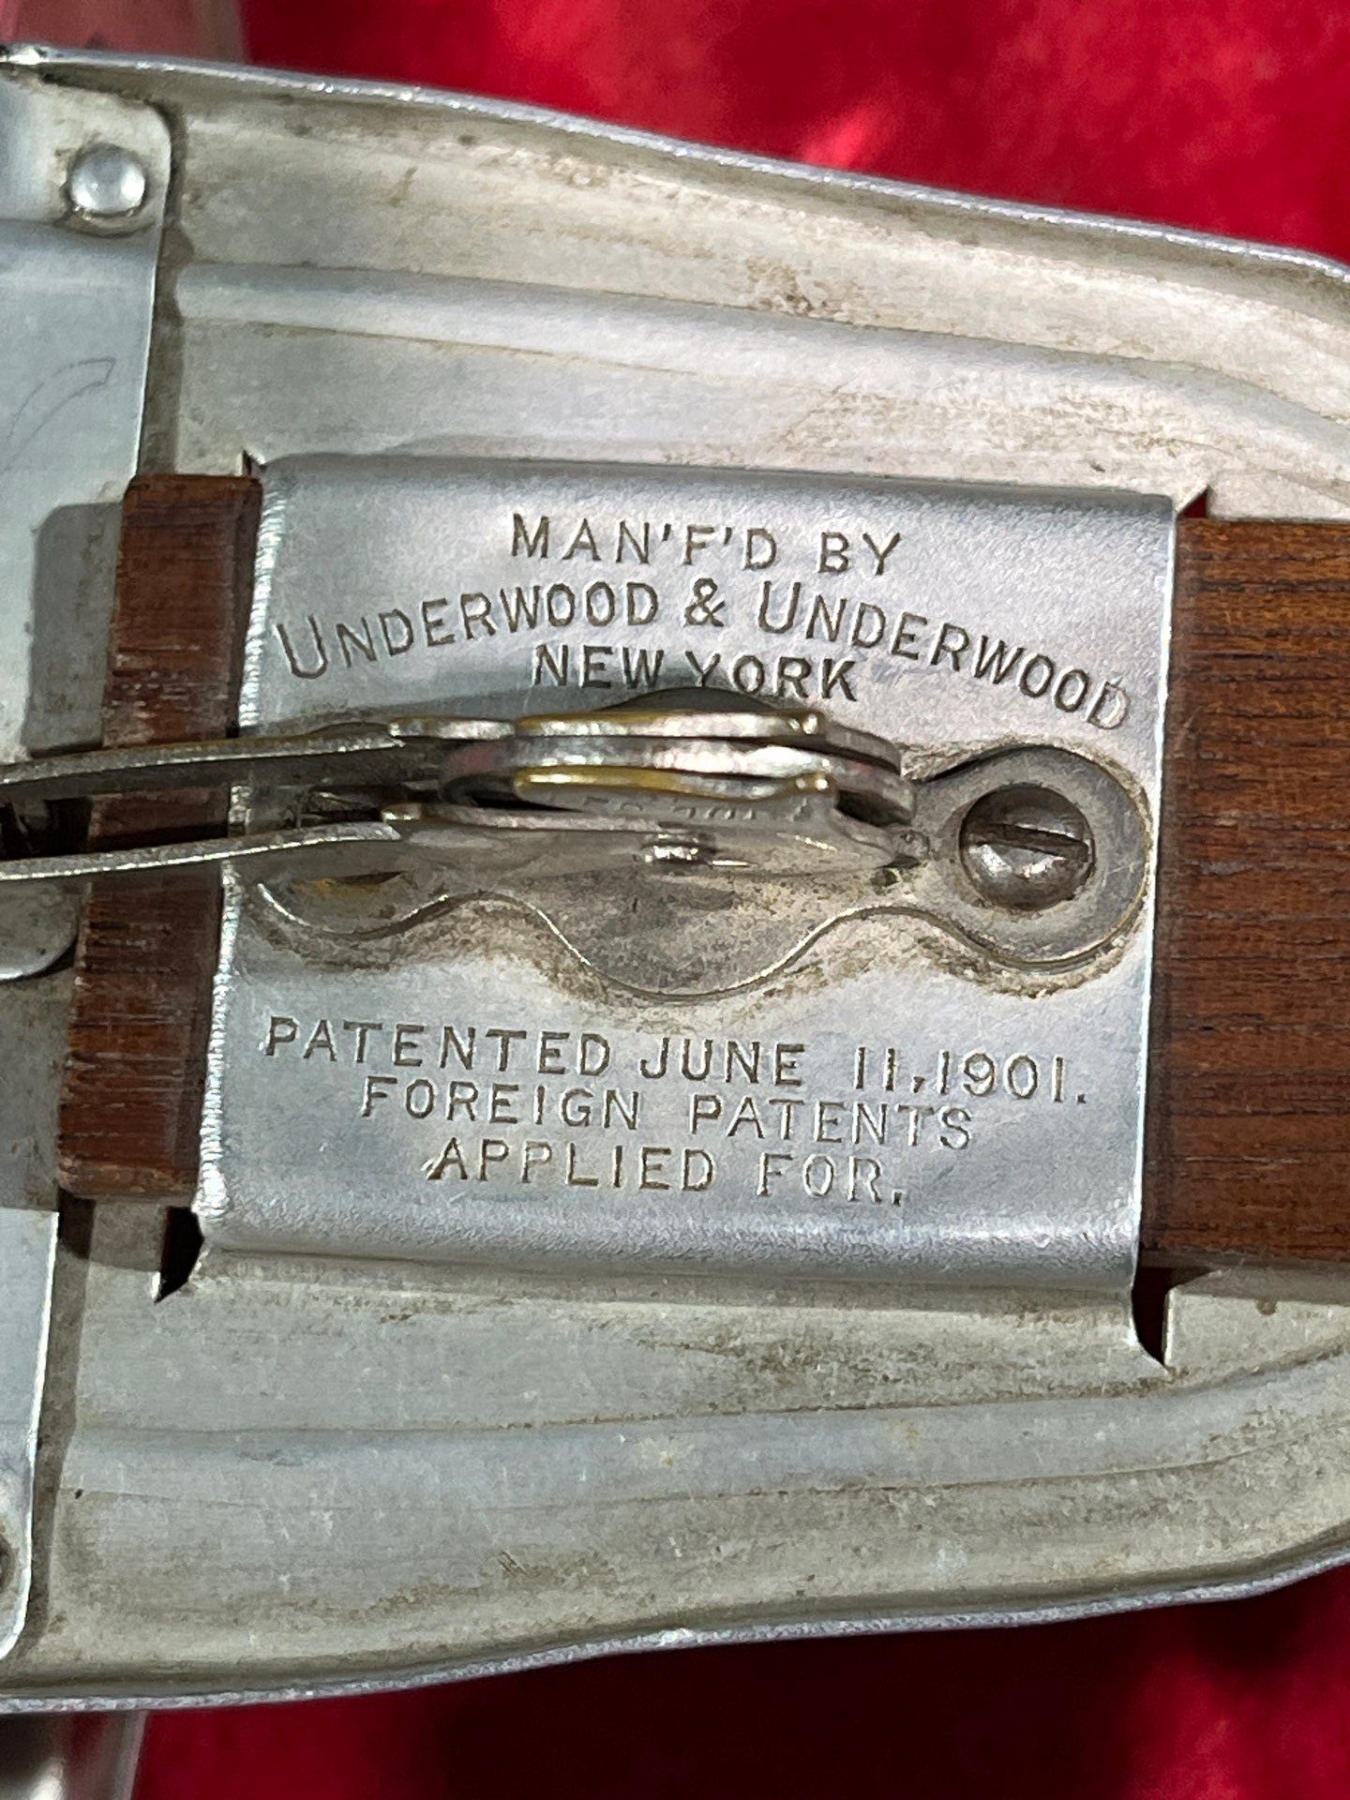 MAN'F'D BY
UNDERWOOD & UNDERWOOD
NEW YORK
PATENTED JUNE 11, 1901.
FOREIGN PATENTS
APPLIED FOR.